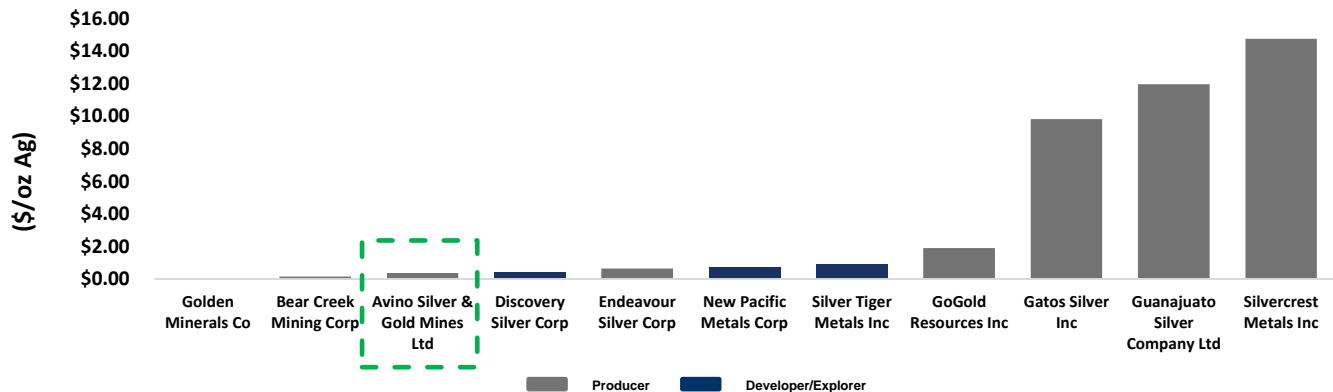 $16.00
$14.00
$12.00
$10.00
$8.00
$6.00
$4.00
$2.00
$0.00
($/oz Ag)
Golden
Minerals Co
Bear Creek
Mining Corp
Avino Silver &
Gold Mines
Ltd
Discovery
Silver Corp
Endeavour
Silver Corp
New Pacific
Metals Corp
Silver Tiger
Metals Inc
GoGold
Resources Inc
Gatos Silver
Inc
Guanajuato
Silver
Company Ltd
Silvercrest
Metals Inc
Producer
Developer/Explorer